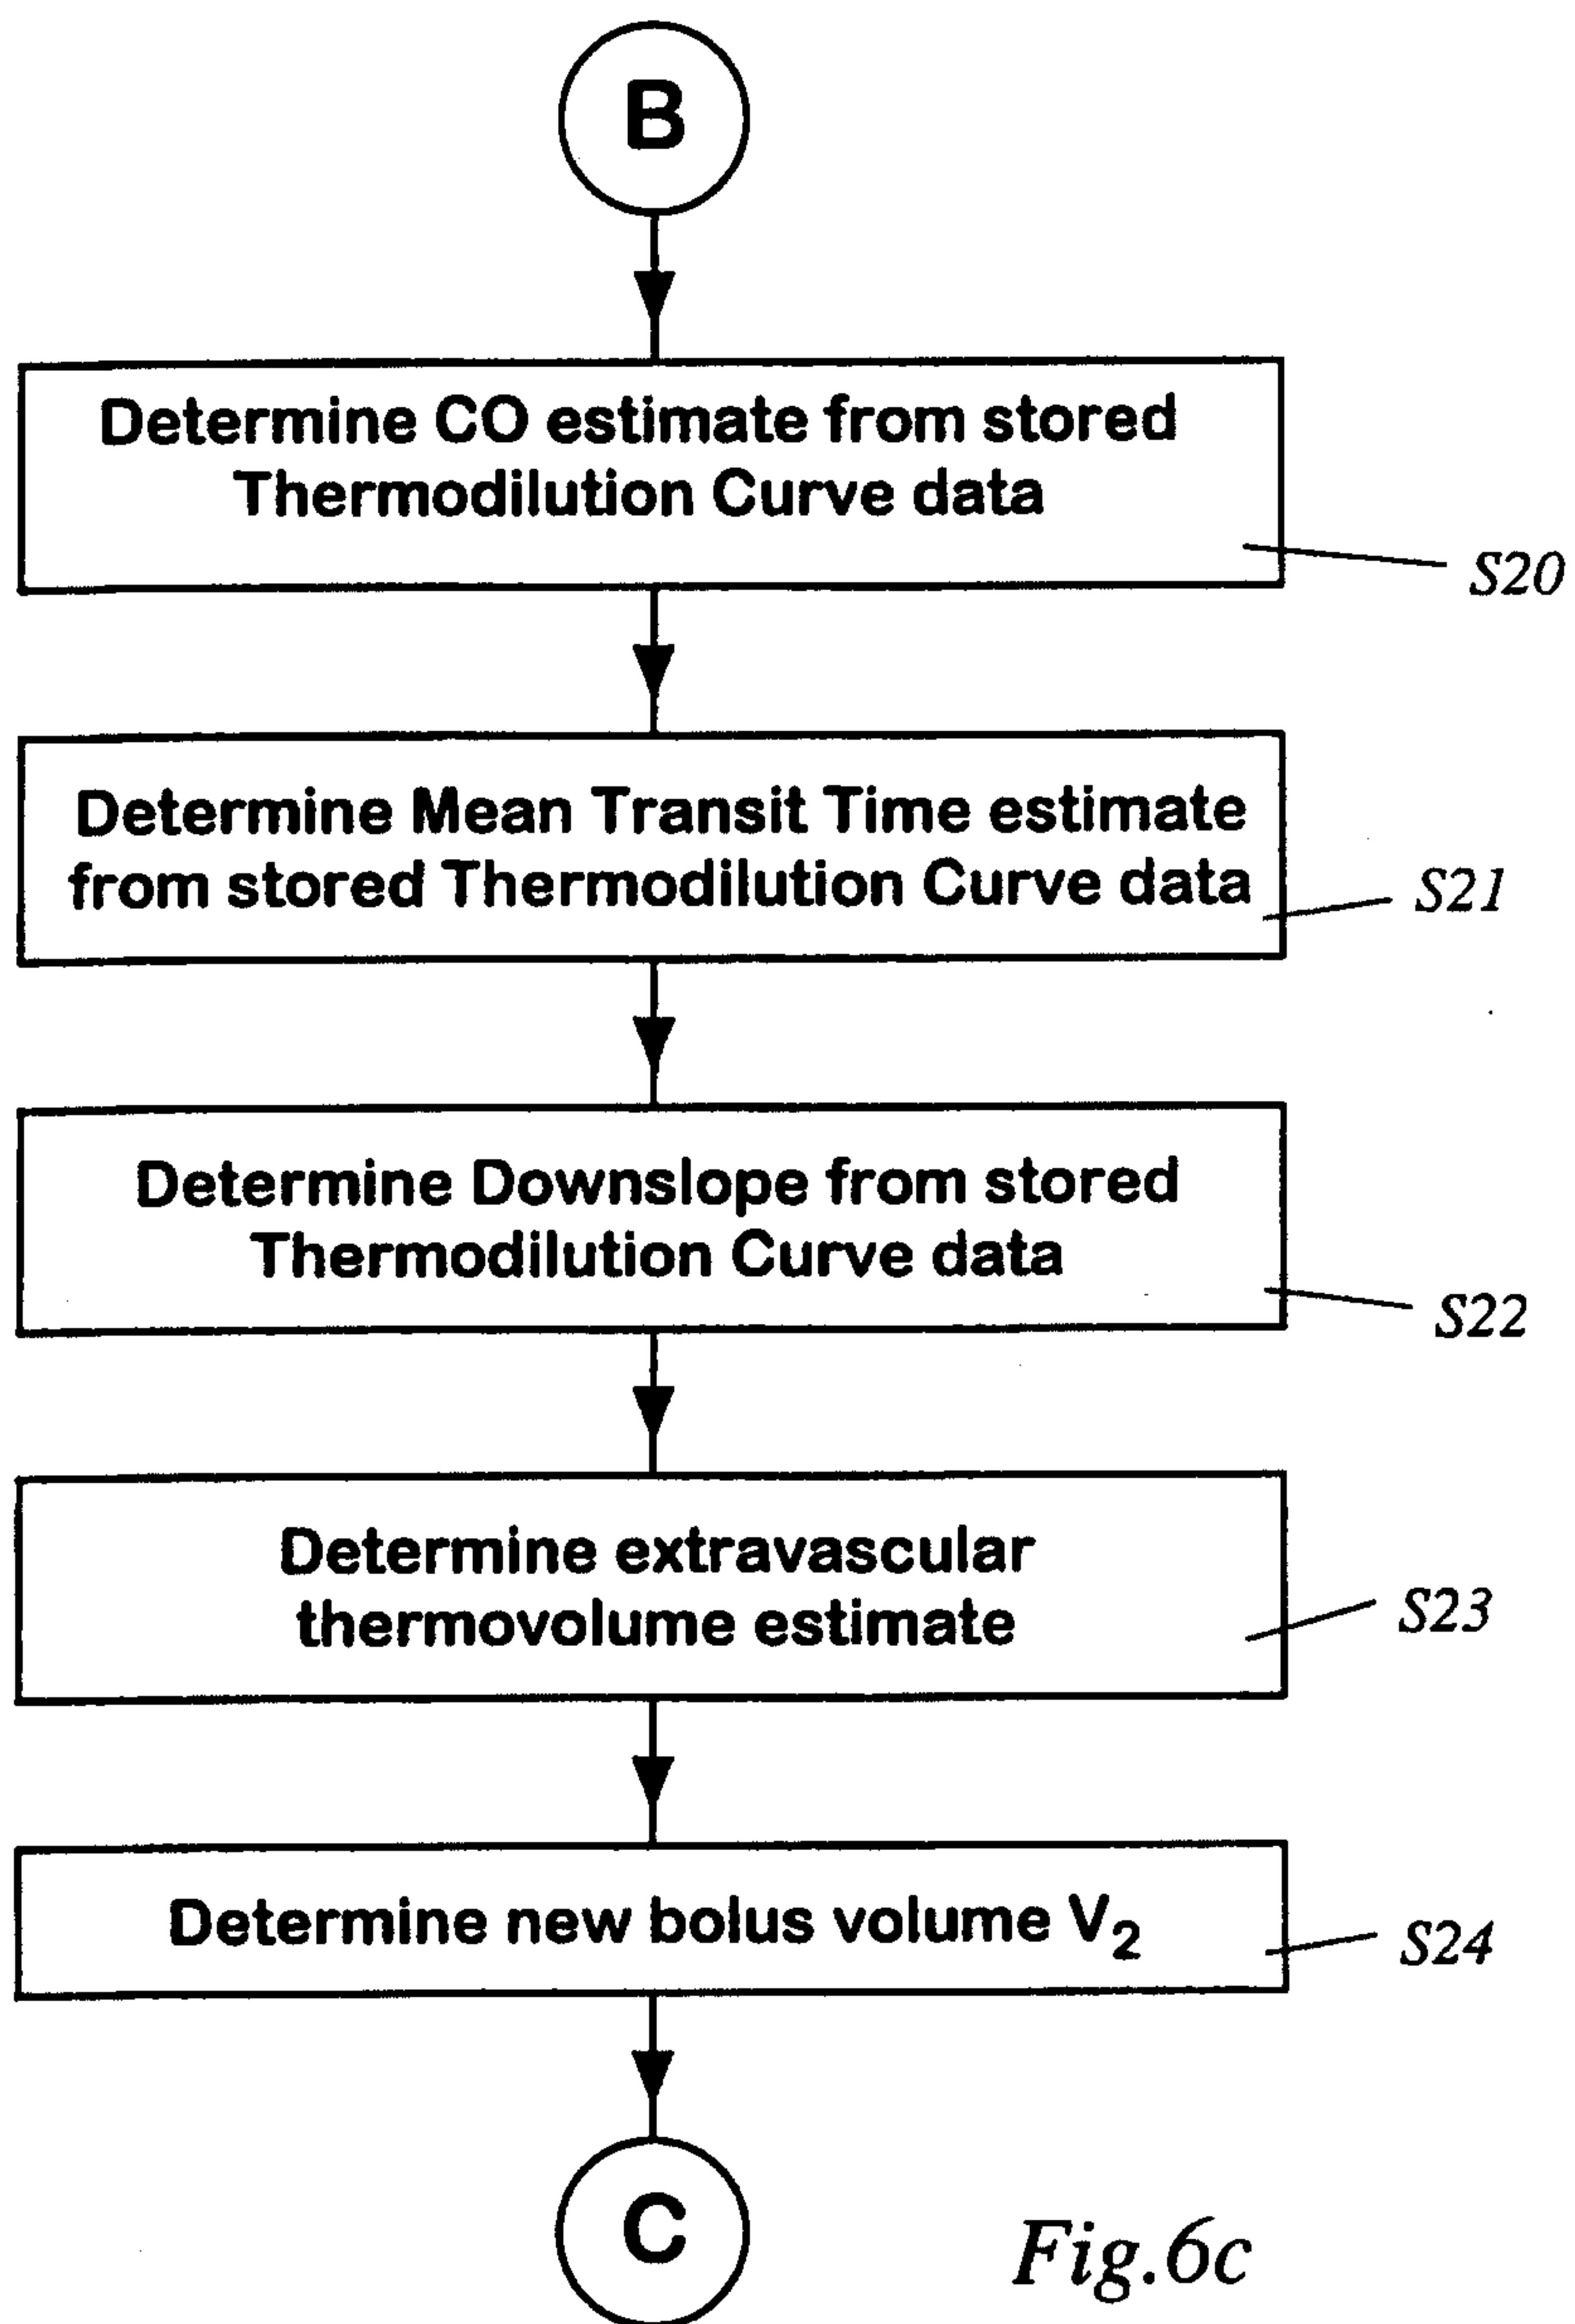 B
Determine CO estimate from stored
Thermodilution Curve data
S20
Determine Mean Transit Time estimate
from stored Thermodilution Curve data
S21
Determine Downslope from stored
Thermodilution Curve data
S22
Determine extravascular
thermovolume estimate
S23
Determine new bolus volume V₂
S24
C
Fig.6c